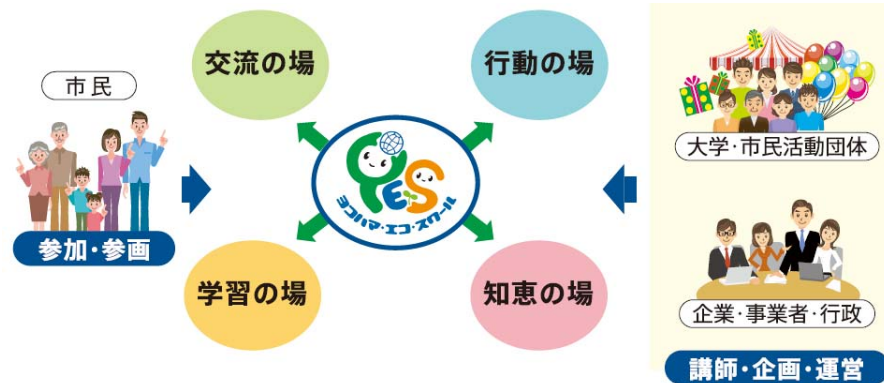 市民
参加・参画
交流の場
行動の場
YES
ヨコハマ・エコ・スクール
学習の場
知恵の場
大学・市民活動団体
企業・事業者・行政
講師・企画・運営